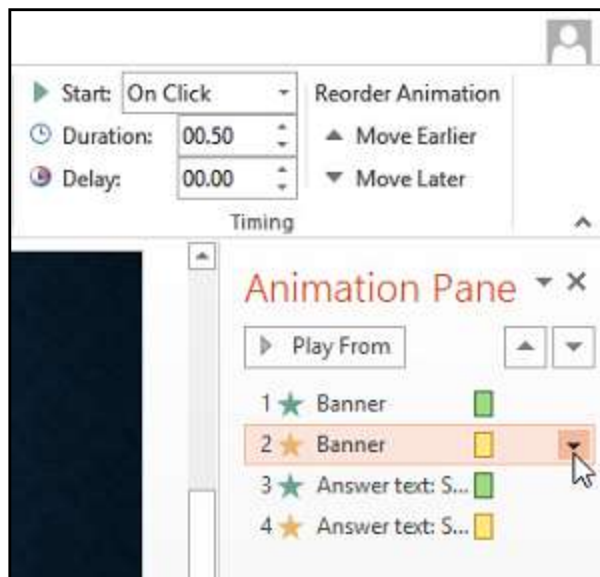 Start: On Click
Duration: 00.50
Delay: 00.00
Reorder Animation
Move Earlier
Move Later
Timing
Animation Pane
Play From
1 Banner
2 Banner
3 Answer text: S...
4 Answer text: S...